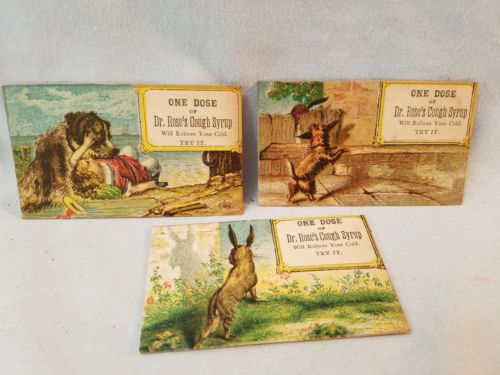 ONE DOSE
OF
Dr. Rose's Cough Syrup
Will Relieve Your Cold.
TRY IT.
ONE DOSE
OF
Dr. Rose's Cough Syrup
Will Relieve Your Cold.
TRY IT.
ONE DOSE
OF
Dr. Rose's Cough Syrup
Will Relieve Your Cold.
TRY IT.